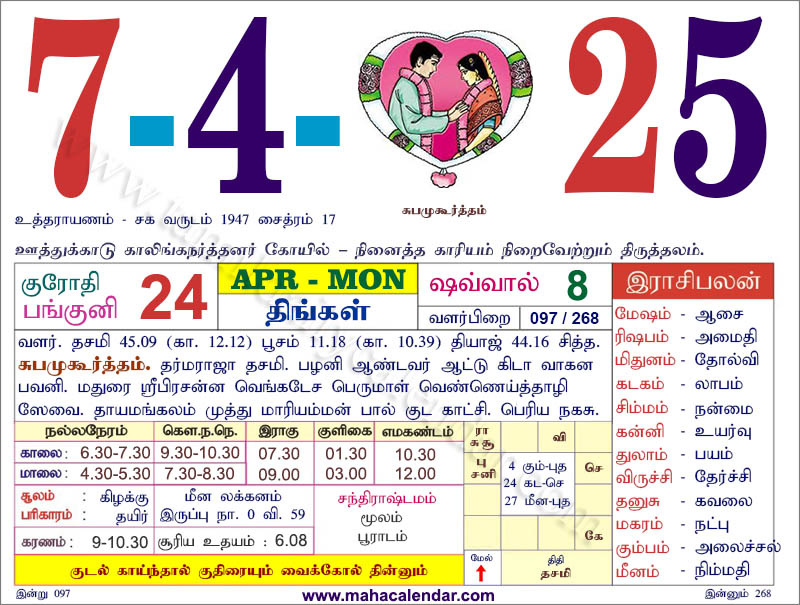 7-4- 25
சுபமுகூர்த்தம்
உத்தராயணம் - சக வருடம் 1947 சைத்ரம் 17
ஊத்துக்காடு காலிங்கநர்த்தனர் கோயில் – நினைத்த காரியம் நிறைவேற்றும் திருத்தலம்.
குரோதி
பங்குனி 24
APR - MON
திங்கள்
ஷவ்வால் 8
வளர்பிறை 097 / 268
வளர். தசமி 45.09 (கா. 12.12) பூசம் 11.18 (கா. 10.39) தியாஜ் 44.16 சித்த.
சுபமுகூர்த்தம். தர்மராஜா தசமி. பழனி ஆண்டவர் ஆட்டு கிடா வாகன
பவனி. மதுரை ஸ்ரீபிரசன்ன வெங்கடேச பெருமாள் வெண்ணெய்த்தாழி
ஸேவை. தாயமங்கலம் முத்து மாரியம்மன் பால் குட காட்சி. பெரிய நகசு.
நல்லநேரம் கௌ.ந.நெ. இராகு குளிகை எமகண்டம்
காலை: 6.30-7.30 9.30-10.30 07.30 01.30 10.30
மாலை: 4.30-5.30 7.30-8.30 09.00 03.00 12.00
சூலம் : கிழக்கு
பரிகாரம் : தயிர்
மீன லக்கனம்
இருப்பு நா. 0 வி. 59
கரணம்: 9-10.30 சூரிய உதயம் : 6.08
சந்திராஷ்டமம்
மூலம்
பூராடம்
குடல் காய்ந்தால் குதிரையும் வைக்கோல் தின்னும்
ரா
சு சூ
பு
சனி
வி
செ
கே
4 கும்-புத
24 கட-செ
27 மீன-புத
மேல்
↑
திதி
தசமி
இராசிபலன்
மேஷம் - ஆசை
ரிஷபம் - அமைதி
மிதுனம் - தோல்வி
கடகம் - லாபம்
சிம்மம் - நன்மை
கன்னி - உயர்வு
துலாம் - பயம்
விருச்சி - தேர்ச்சி
தனுசு - கவலை
மகரம் - நட்பு
கும்பம் - அலைச்சல்
மீனம் - நிம்மதி
இன்று 097
www.mahacalendar.com
இன்னும் 268